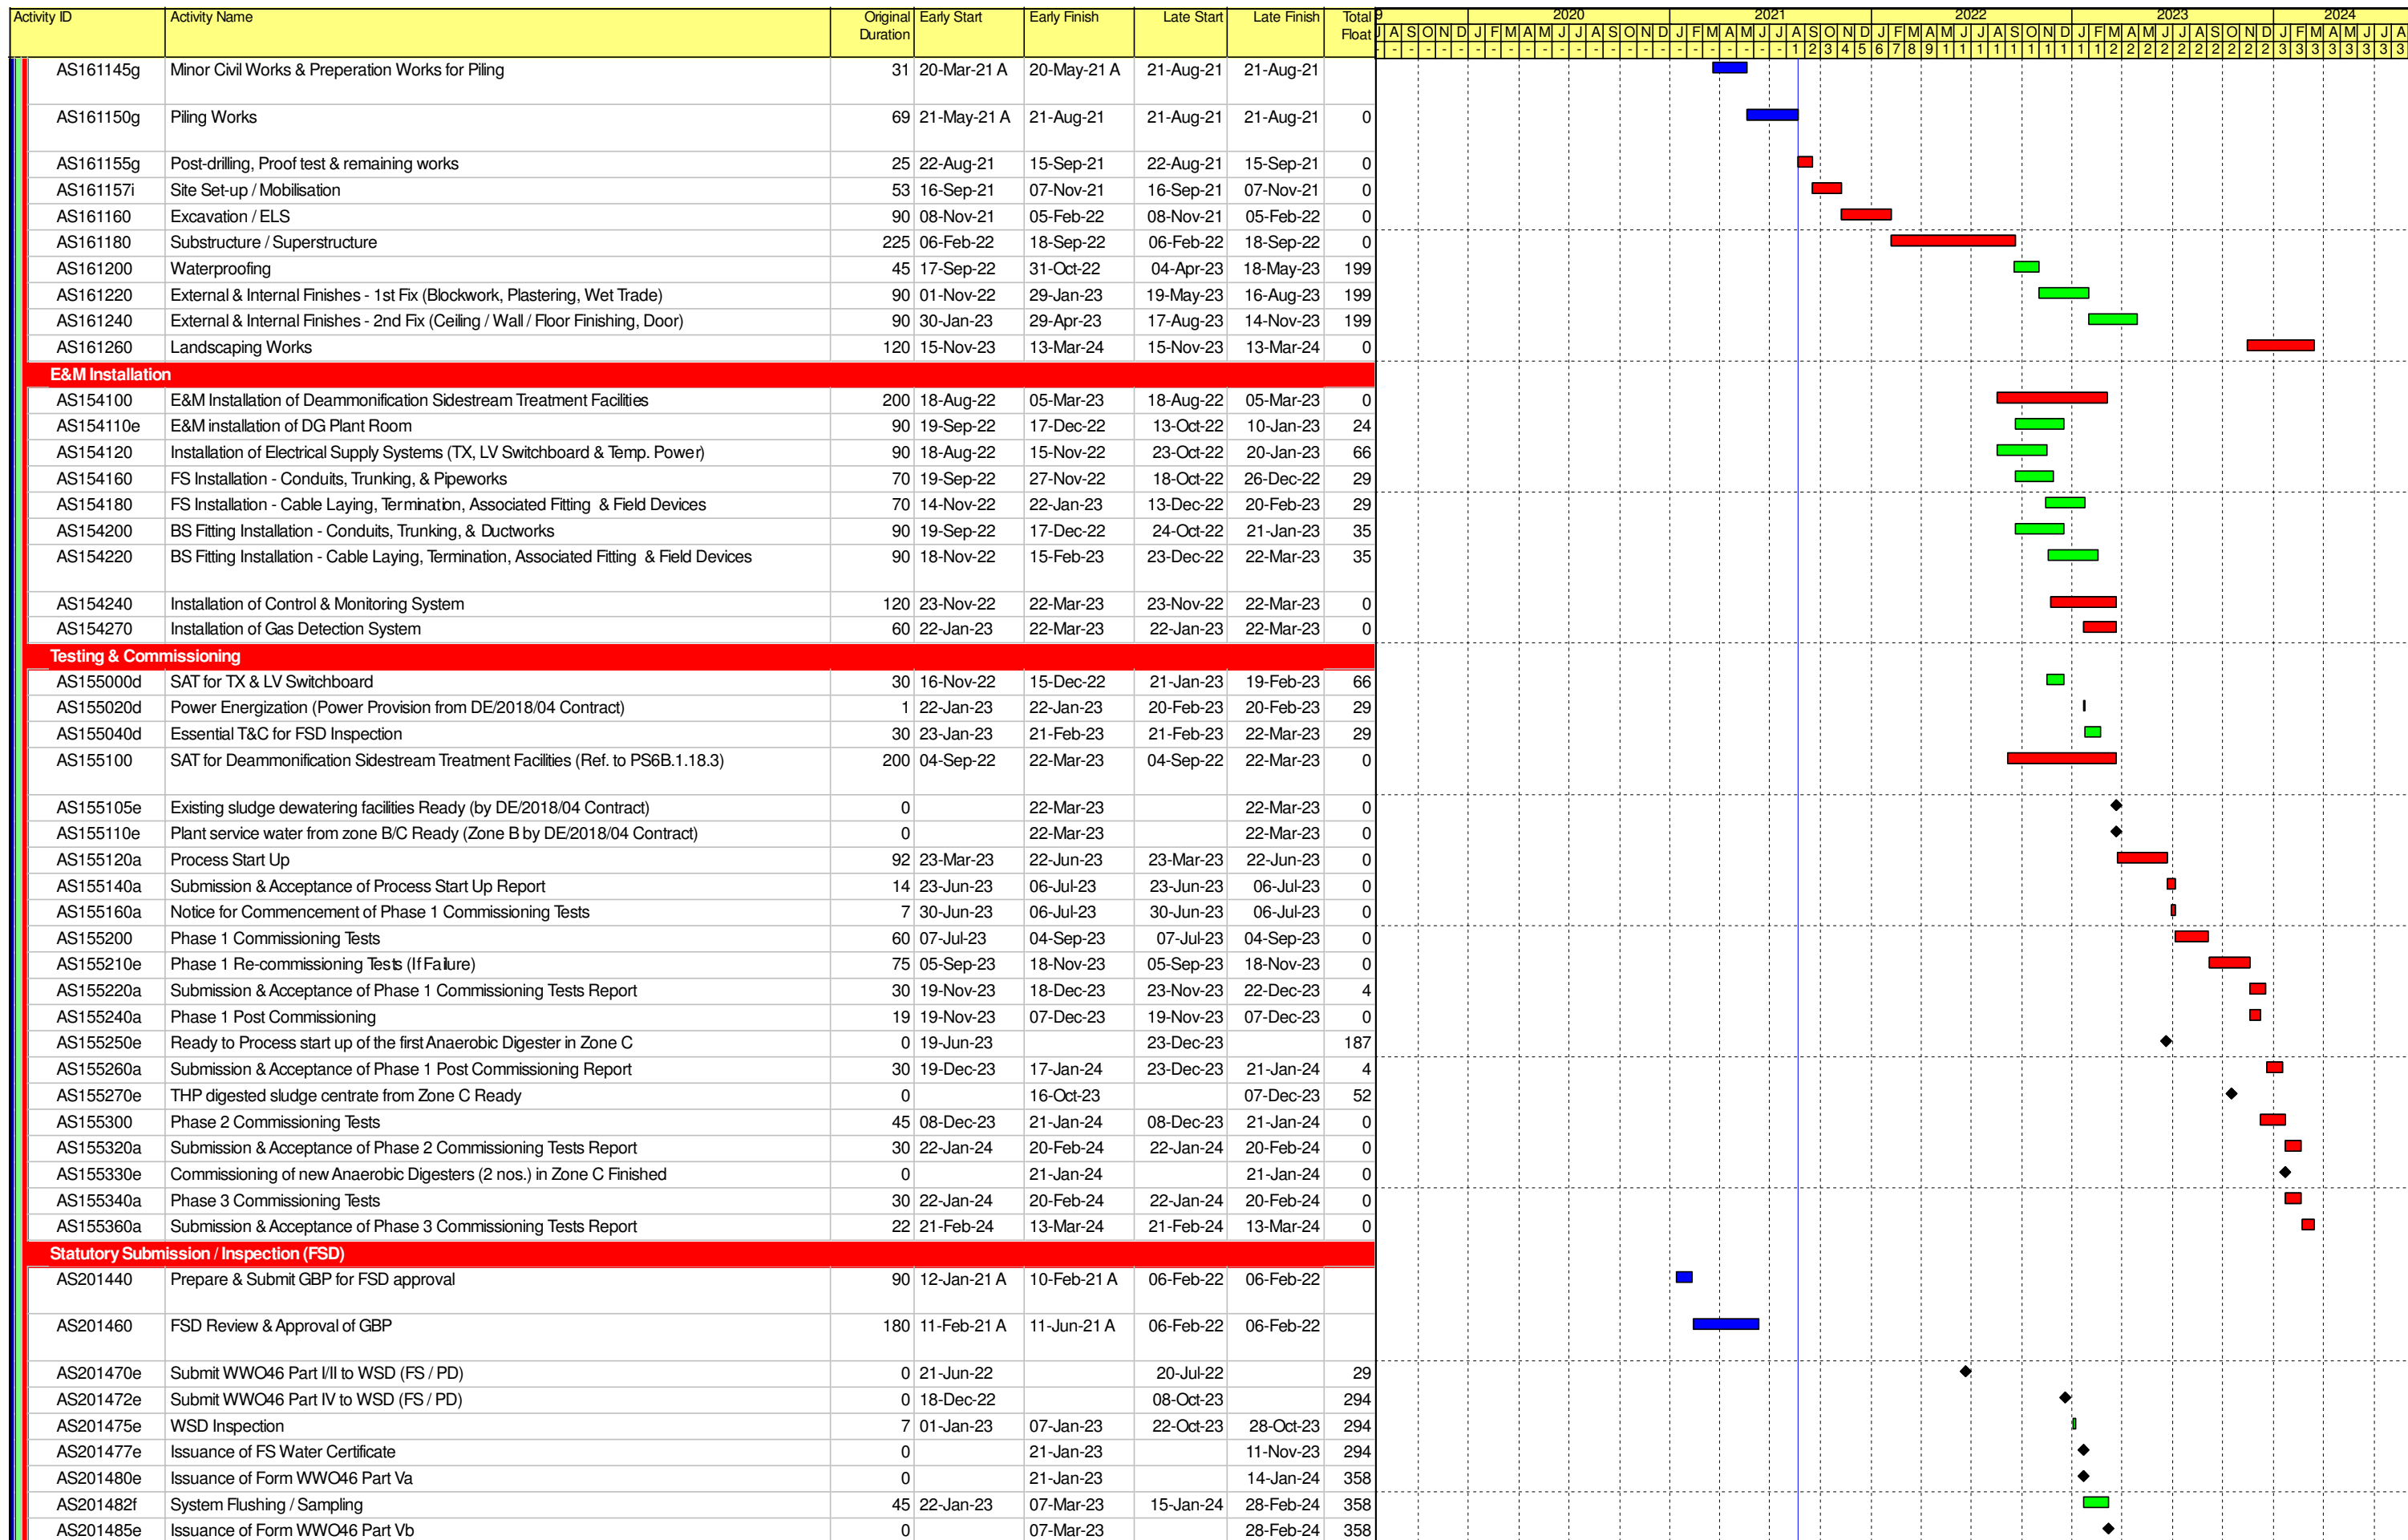 Activity ID Activity Name Original Duration Early Start Early Finish Late Start Late Finish Total Float 9 2020 2021 2022 2023 2024
J A S O N D J F M A M J J A S O N D J F M A M J J A S O N D J F M A M J J A S O N D J F M A M J J A S O N D J F M A M J J A
- - - - - - - - - - - - - - - - - - - - - - - - - 1 2 3 4 5 6 7 8 9 1 1 1 1 1 1 1 1 1 1 2 2 2 2 2 2 2 2 2 2 3 3 3 3 3 3 3 3
AS161145g Minor Civil Works & Preperation Works for Piling 31 20-Mar-21 A 20-May-21 A 21-Aug-21 21-Aug-21
AS161150g Piling Works 69 21-May-21 A 21-Aug-21 21-Aug-21 21-Aug-21 0
AS161155g Post-drilling, Proof test & remaining works 25 22-Aug-21 15-Sep-21 22-Aug-21 15-Sep-21 0
AS161157i Site Set-up / Mobilisation 53 16-Sep-21 07-Nov-21 16-Sep-21 07-Nov-21 0
AS161160 Excavation / ELS 90 08-Nov-21 05-Feb-22 08-Nov-21 05-Feb-22 0
AS161180 Substructure / Superstructure 225 06-Feb-22 18-Sep-22 06-Feb-22 18-Sep-22 0
AS161200 Waterproofing 45 17-Sep-22 31-Oct-22 04-Apr-23 18-May-23 199
AS161220 External & Internal Finishes - 1st Fix (Blockwork, Plastering, Wet Trade) 90 01-Nov-22 29-Jan-23 19-May-23 16-Aug-23 199
AS161240 External & Internal Finishes - 2nd Fix (Ceiling / Wall / Floor Finishing, Door) 90 30-Jan-23 29-Apr-23 17-Aug-23 14-Nov-23 199
AS161260 Landscaping Works 120 15-Nov-23 13-Mar-24 15-Nov-23 13-Mar-24 0
E&M Installation
AS154100 E&M Installation of Deammonification Sidestream Treatment Facilities 200 18-Aug-22 05-Mar-23 18-Aug-22 05-Mar-23 0
AS154110e E&M installation of DG Plant Room 90 19-Sep-22 17-Dec-22 13-Oct-22 10-Jan-23 24
AS154120 Installation of Electrical Supply Systems (TX, LV Switchboard & Temp. Power) 90 18-Aug-22 15-Nov-22 23-Oct-22 20-Jan-23 66
AS154160 FS Installation - Conduits, Trunking, & Pipeworks 70 19-Sep-22 27-Nov-22 18-Oct-22 26-Dec-22 29
AS154180 FS Installation - Cable Laying, Termination, Associated Fitting & Field Devices 70 14-Nov-22 22-Jan-23 13-Dec-22 20-Feb-23 29
AS154200 BS Fitting Installation - Conduits, Trunking, & Ductworks 90 19-Sep-22 17-Dec-22 24-Oct-22 21-Jan-23 35
AS154220 BS Fitting Installation - Cable Laying, Termination, Associated Fitting & Field Devices 90 18-Nov-22 15-Feb-23 23-Dec-22 22-Mar-23 35
AS154240 Installation of Control & Monitoring System 120 23-Nov-22 22-Mar-23 23-Nov-22 22-Mar-23 0
AS154270 Installation of Gas Detection System 60 22-Jan-23 22-Mar-23 22-Jan-23 22-Mar-23 0
Testing & Commissioning
AS155000d SAT for TX & LV Switchboard 30 16-Nov-22 15-Dec-22 21-Jan-23 19-Feb-23 66
AS155020d Power Energization (Power Provision from DE/2018/04 Contract) 1 22-Jan-23 22-Jan-23 20-Feb-23 20-Feb-23 29
AS155040d Essential T&C for FSD Inspection 30 23-Jan-23 21-Feb-23 21-Feb-23 22-Mar-23 29
AS155100 SAT for Deammonification Sidestream Treatment Facilities (Ref. to PS6B.1.18.3) 200 04-Sep-22 22-Mar-23 04-Sep-22 22-Mar-23 0
AS155105e Existing sludge dewatering facilities Ready (by DE/2018/04 Contract) 0 22-Mar-23 22-Mar-23 0
AS155110e Plant service water from zone B/C Ready (Zone B by DE/2018/04 Contract) 0 22-Mar-23 22-Mar-23 0
AS155120a Process Start Up 92 23-Mar-23 22-Jun-23 23-Mar-23 22-Jun-23 0
AS155140a Submission & Acceptance of Process Start Up Report 14 23-Jun-23 06-Jul-23 23-Jun-23 06-Jul-23 0
AS155160a Notice for Commencement of Phase 1 Commissioning Tests 7 30-Jun-23 06-Jul-23 30-Jun-23 06-Jul-23 0
AS155200 Phase 1 Commissioning Tests 60 07-Jul-23 04-Sep-23 07-Jul-23 04-Sep-23 0
AS155210e Phase 1 Re-commissioning Tests (If Failure) 75 05-Sep-23 18-Nov-23 05-Sep-23 18-Nov-23 0
AS155220a Submission & Acceptance of Phase 1 Commissioning Tests Report 30 19-Nov-23 18-Dec-23 23-Nov-23 22-Dec-23 4
AS155240a Phase 1 Post Commissioning 19 19-Nov-23 07-Dec-23 19-Nov-23 07-Dec-23 0
AS155250e Ready to Process start up of the first Anaerobic Digester in Zone C 0 19-Jun-23 23-Dec-23 187
AS155260a Submission & Acceptance of Phase 1 Post Commissioning Report 30 19-Dec-23 17-Jan-24 23-Dec-23 21-Jan-24 4
AS155270e THP digested sludge centrate from Zone C Ready 0 16-Oct-23 07-Dec-23 52
AS155300 Phase 2 Commissioning Tests 45 08-Dec-23 21-Jan-24 08-Dec-23 21-Jan-24 0
AS155320a Submission & Acceptance of Phase 2 Commissioning Tests Report 30 22-Jan-24 20-Feb-24 22-Jan-24 20-Feb-24 0
AS155330e Commissioning of new Anaerobic Digesters (2 nos.) in Zone C Finished 0 21-Jan-24 21-Jan-24 0
AS155340a Phase 3 Commissioning Tests 30 22-Jan-24 20-Feb-24 22-Jan-24 20-Feb-24 0
AS155360a Submission & Acceptance of Phase 3 Commissioning Tests Report 22 21-Feb-24 13-Mar-24 21-Feb-24 13-Mar-24 0
Statutory Submission / Inspection (FSD)
AS201440 Prepare & Submit GBP for FSD approval 90 12-Jan-21 A 10-Feb-21 A 06-Feb-22 06-Feb-22
AS201460 FSD Review & Approval of GBP 180 11-Feb-21 A 11-Jun-21 A 06-Feb-22 06-Feb-22
AS201470e Submit WWO46 Part I/II to WSD (FS / PD) 0 21-Jun-22 20-Jul-22 29
AS201472e Submit WWO46 Part IV to WSD (FS / PD) 0 18-Dec-22 08-Oct-23 294
AS201475e WSD Inspection 7 01-Jan-23 07-Jan-23 22-Oct-23 28-Oct-23 294
AS201477e Issuance of FS Water Certificate 0 21-Jan-23 11-Nov-23 294
AS201480e Issuance of Form WWO46 Part Va 0 21-Jan-23 14-Jan-24 358
AS201482f System Flushing / Sampling 45 22-Jan-23 07-Mar-23 15-Jan-24 28-Feb-24 358
AS201485e Issuance of Form WWO46 Part Vb 0 07-Mar-23 28-Feb-24 358